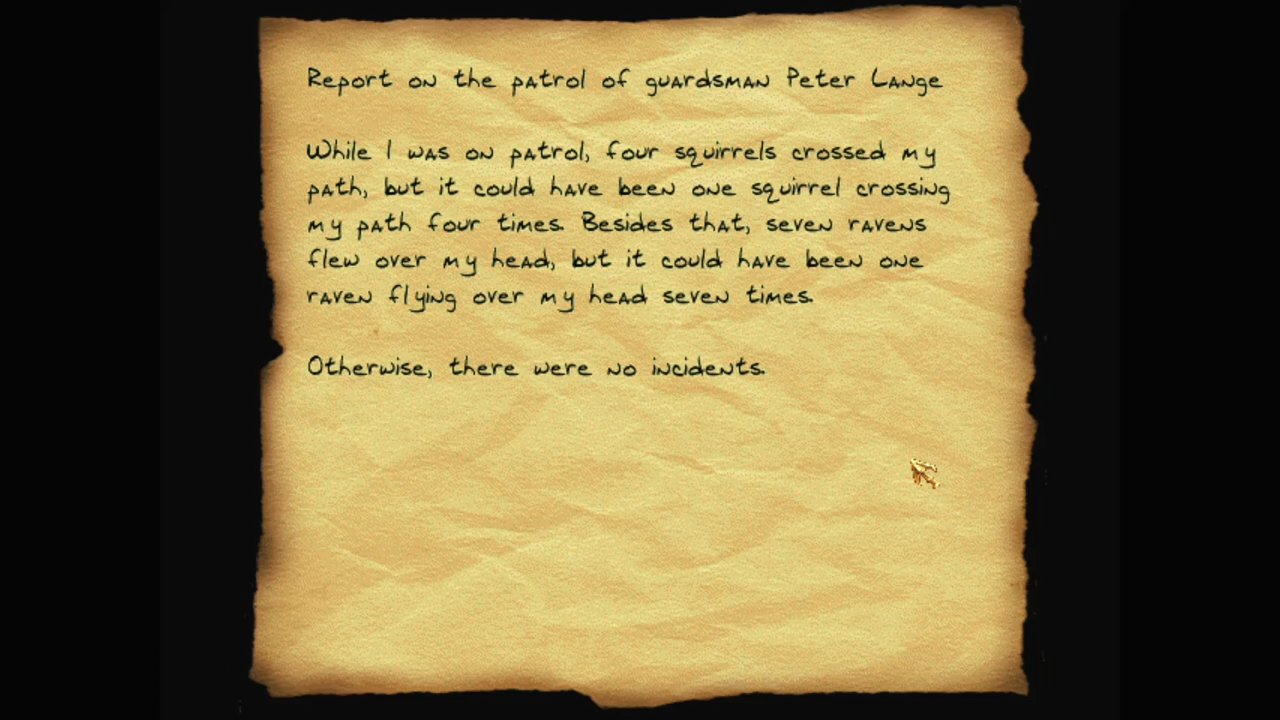 Report on the patrol of guardsman Peter Lange
While I was on patrol, four squirrels crossed my
path, but it could have been one squirrel crossing
my path four times. Besides that, seven ravens
flew over my head, but it could have been one
raven flying over my head seven times.
Otherwise, there were no incidents.